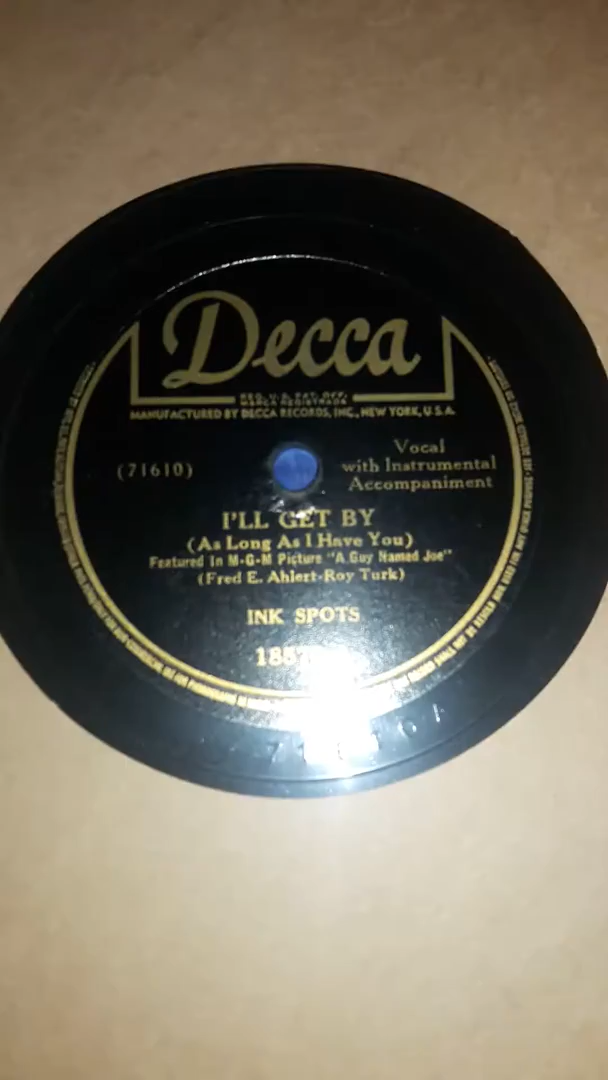 Decca
REG. U.S. PAT. OFF.
MARCA REGISTRADA
MANUFACTURED BY DECCA RECORDS, INC., NEW YORK, U.S.A.
(71610)
Vocal
with Instrumental
Accompaniment
I'LL GET BY
(As Long As I Have You)
Featured in M-G-M Picture "A Guy Named Joe"
(Fred E. Ahlert-Roy Turk)
INK SPOTS